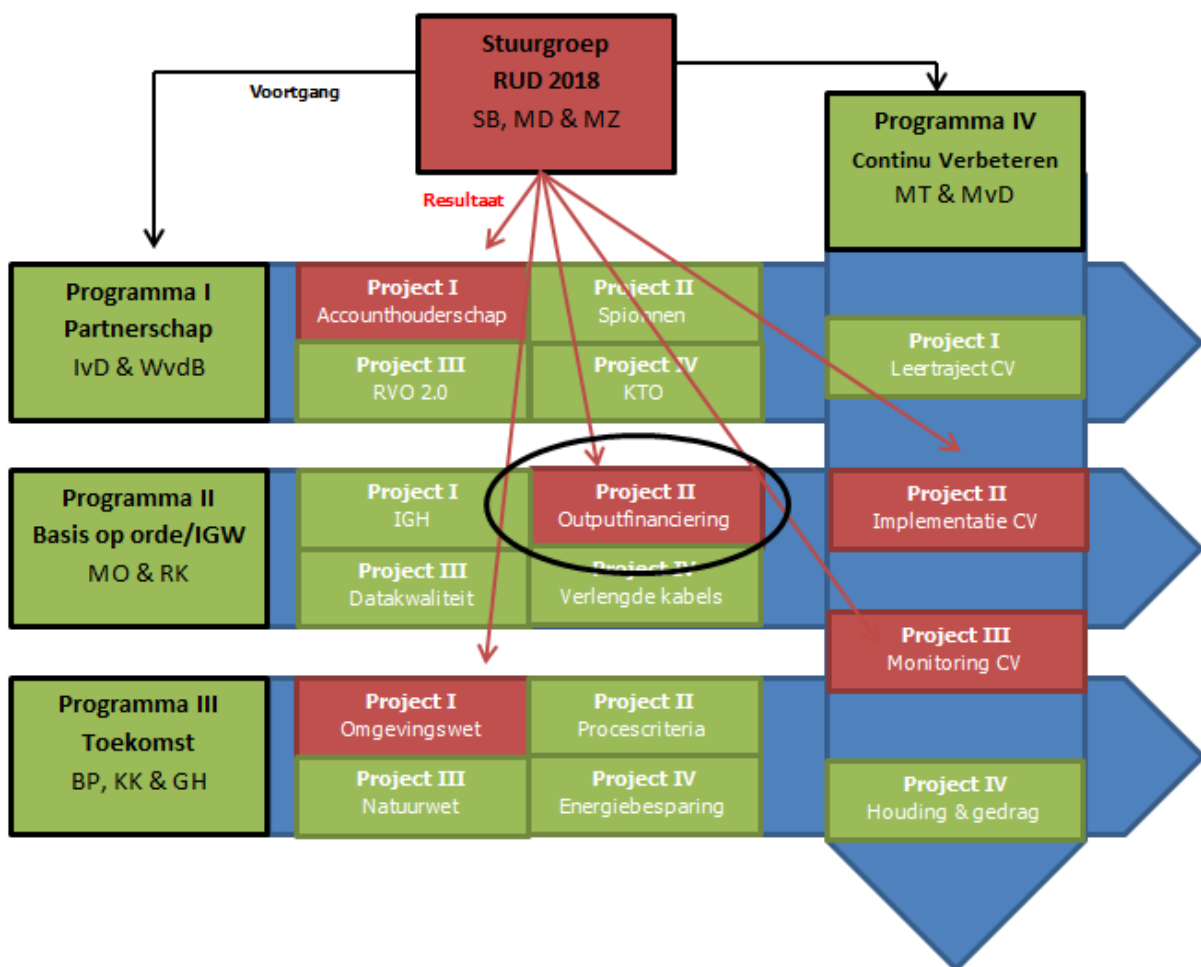 Stuurgroep
RUD 2018
SB, MD & MZ
Voortgang
Resultaat
Programma IV
Continu Verbeteren
MT & MvD
Programma I
Partnerschap
IvD & WvdB
Project I
Accounthouderschap
Project II
Spionnen
Project III
RVO 2.0
Project IV
KTO
Project I
Leertraject CV
Programma II
Basis op orde/IGW
MO & RK
Project I
IGH
Project II
Outputfinanciering
Project III
Datakwaliteit
Project IV
Verlengde kabels
Project II
Implementatie CV
Project III
Monitoring CV
Programma III
Toekomst
BP, KK & GH
Project I
Omgevingswet
Project II
Procescriteria
Project III
Natuurwet
Project IV
Energiebesparing
Project IV
Houding & gedrag